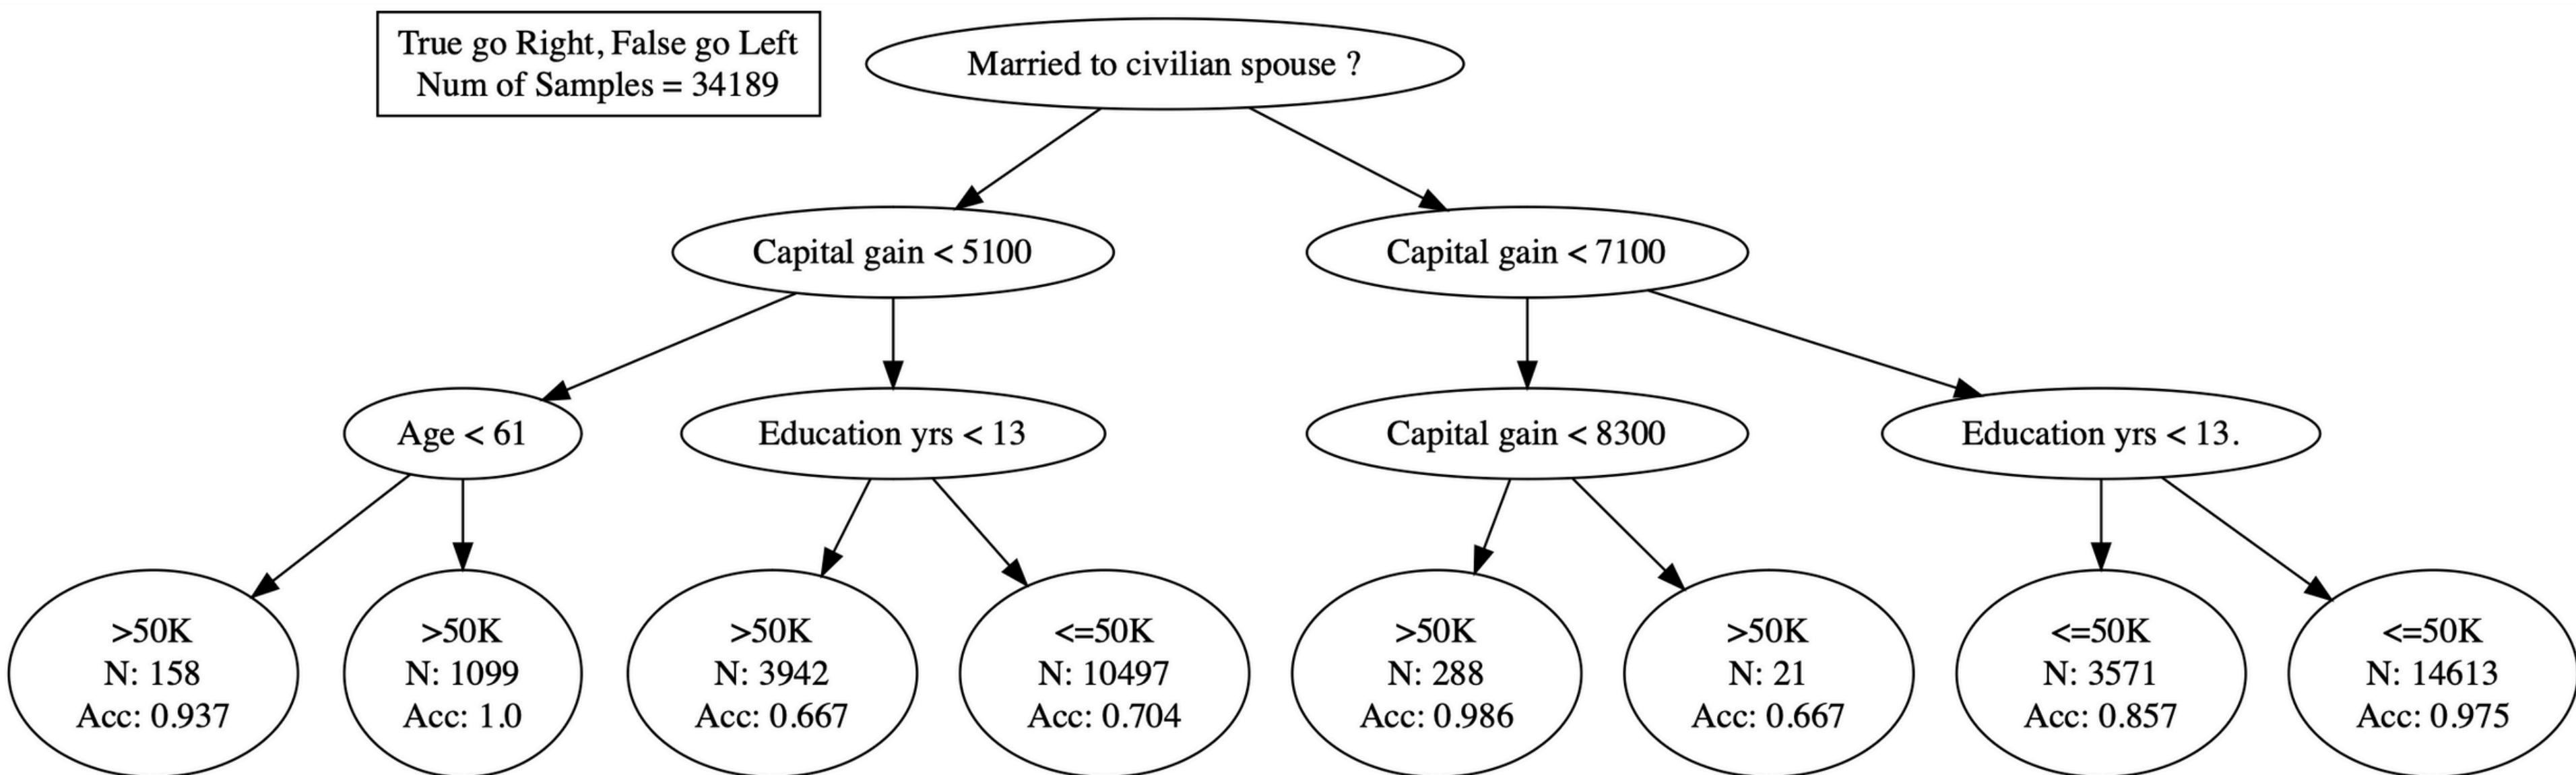 True go Right, False go Left
Num of Samples = 34189
Married to civilian spouse ?
Capital gain < 5100
Capital gain < 7100
Age < 61
Education yrs < 13
Capital gain < 8300
Education yrs < 13.
>50K
N: 158
Acc: 0.937
>50K
N: 1099
Acc: 1.0
>50K
N: 3942
Acc: 0.667
<=50K
N: 10497
Acc: 0.704
>50K
N: 288
Acc: 0.986
>50K
N: 21
Acc: 0.667
<=50K
N: 3571
Acc: 0.857
<=50K
N: 14613
Acc: 0.975